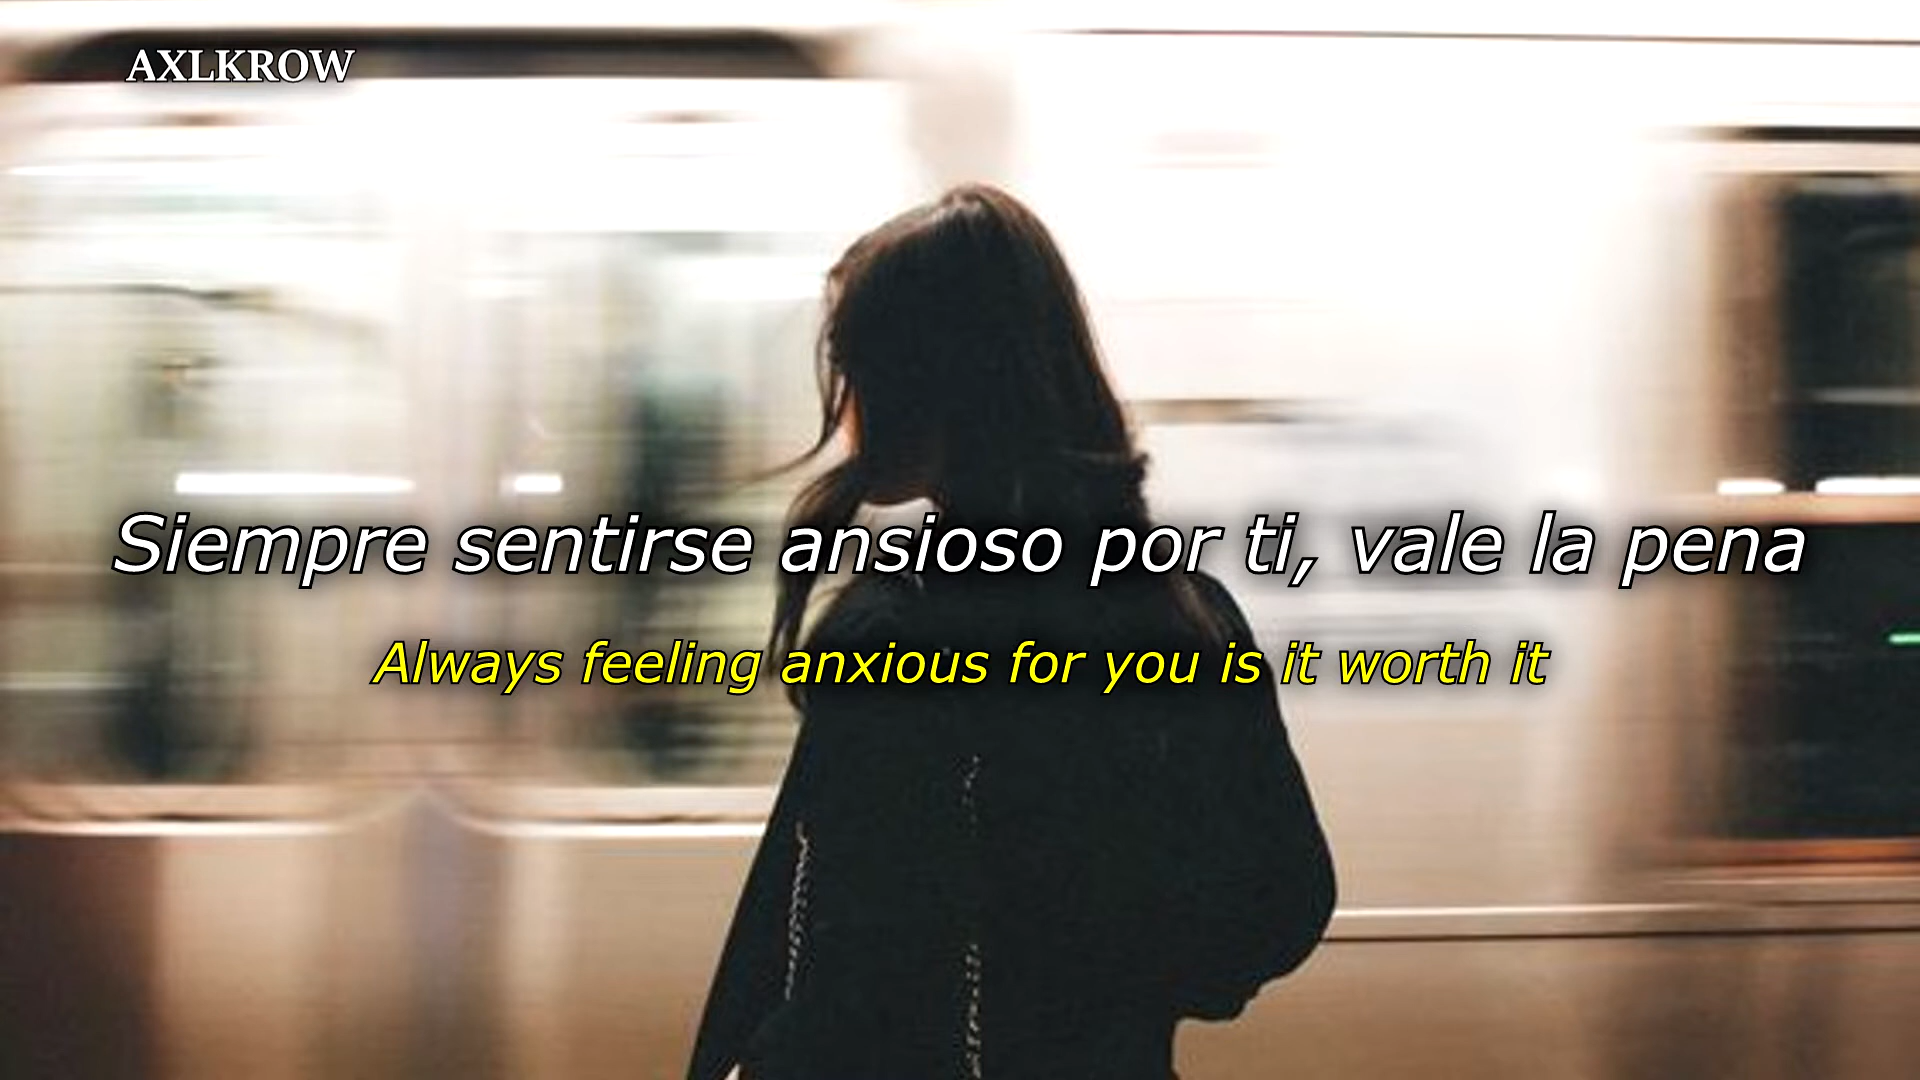 AXLKROW
Siempre sentirse ansioso por ti, vale la pena
Always feeling anxious for you is it worth it